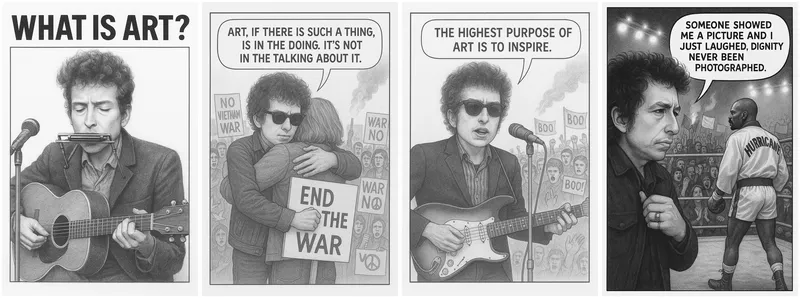 WHAT IS ART?
ART, IF THERE IS SUCH A THING,
IS IN THE DOING. IT'S NOT
IN THE TALKING ABOUT IT.
NO
VIETNAM
WAR
WAR
NO
WAR
NO
END
THE
WAR
THE HIGHEST PURPOSE OF
ART IS TO INSPIRE.
BOO
BOO!
BOO!
SOMEONE SHOWED
ME A PICTURE AND I
JUST LAUGHED, DIGNITY
NEVER BEEN
PHOTOGRAPHED.
HURRICANE